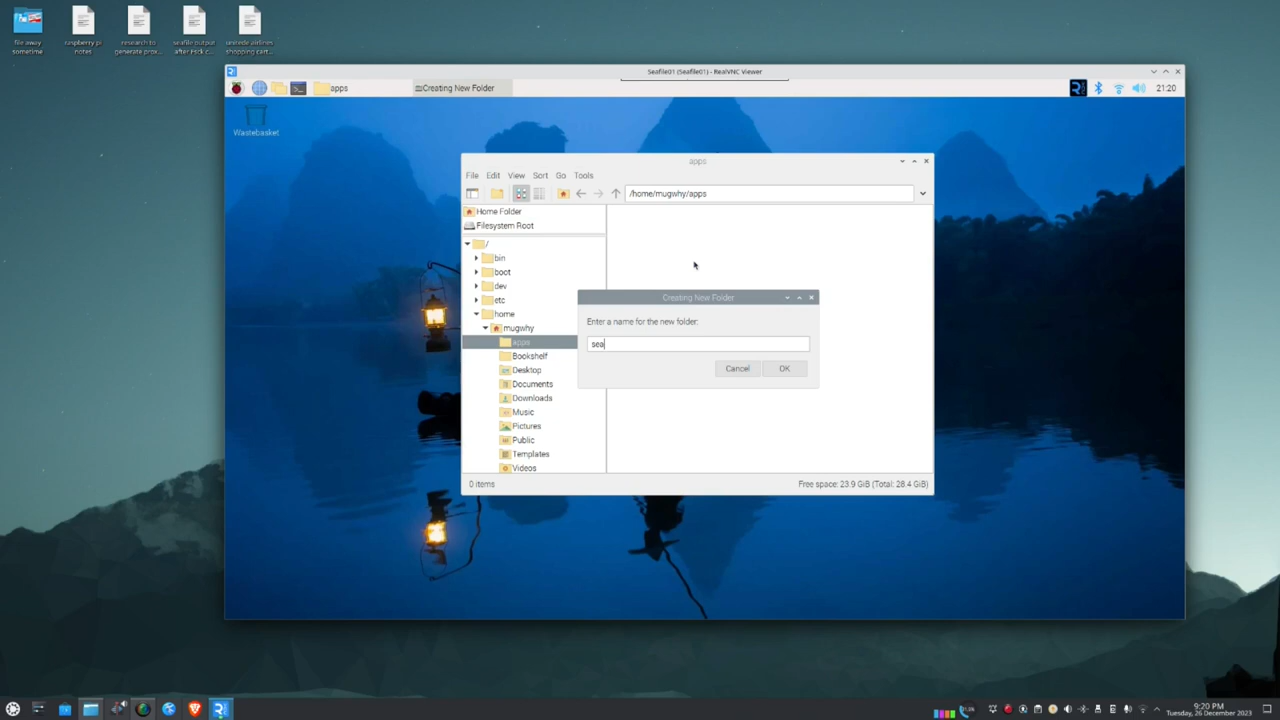 file away
sometime
raspberry pi
notes
research to
generate prox...
seafile output
after fsck c...
shopping cart...
Seafile01 (Seafile01) - RealVNC Viewer
apps
Creating New Folder
21:20
Wastebasket
apps
File Edit View Sort Go Tools
/home/mugwhy/apps
Home Folder
Filesystem Root
/
bin
boot
dev
etc
home
mugwhy
apps
Bookshelf
Desktop
Documents
Downloads
Music
Pictures
Public
Templates
Videos
Creating New Folder
Enter a name for the new folder:
sea
Cancel OK
0 items
Free space: 23.9 GiB (Total: 28.4 GiB)
9:20 PM
Tuesday, 26 December 2023